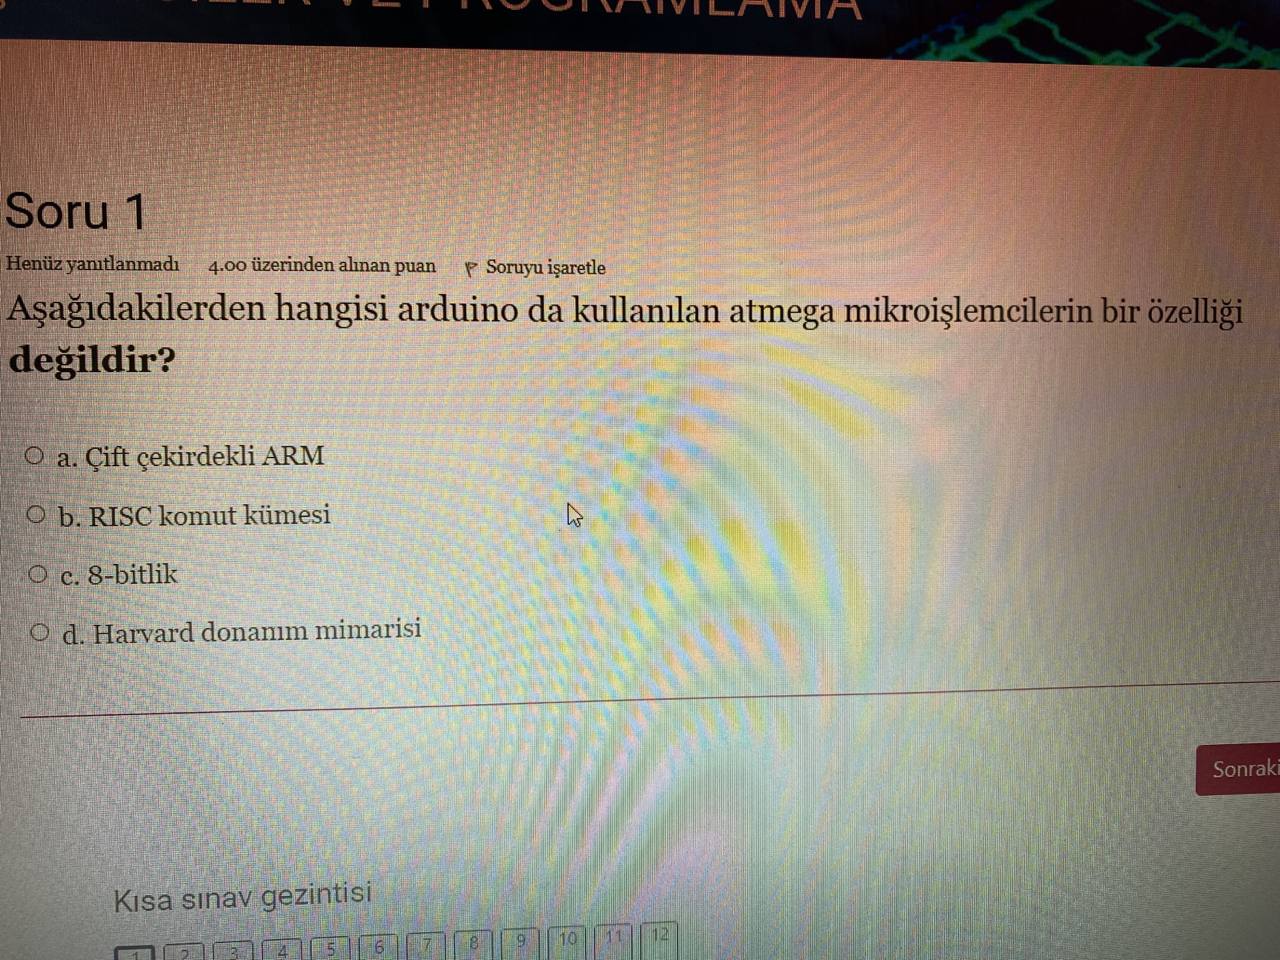 PROGRAMLAMA
Soru 1
Henüz yanıtlanmadı 4.00 üzerinden alınan puan Soruyu işaretle
Aşağıdakilerden hangisi arduino da kullanılan atmega mikroişlemcilerin bir özelliği
değildir?
a. Çift çekirdekli ARM
b. RISC komut kümesi
c. 8-bitlik
d. Harvard donanım mimarisi
Sonraki
Kısa sınav gezintisi
1 2 3 4 5 6 7 8 9 10 11 12